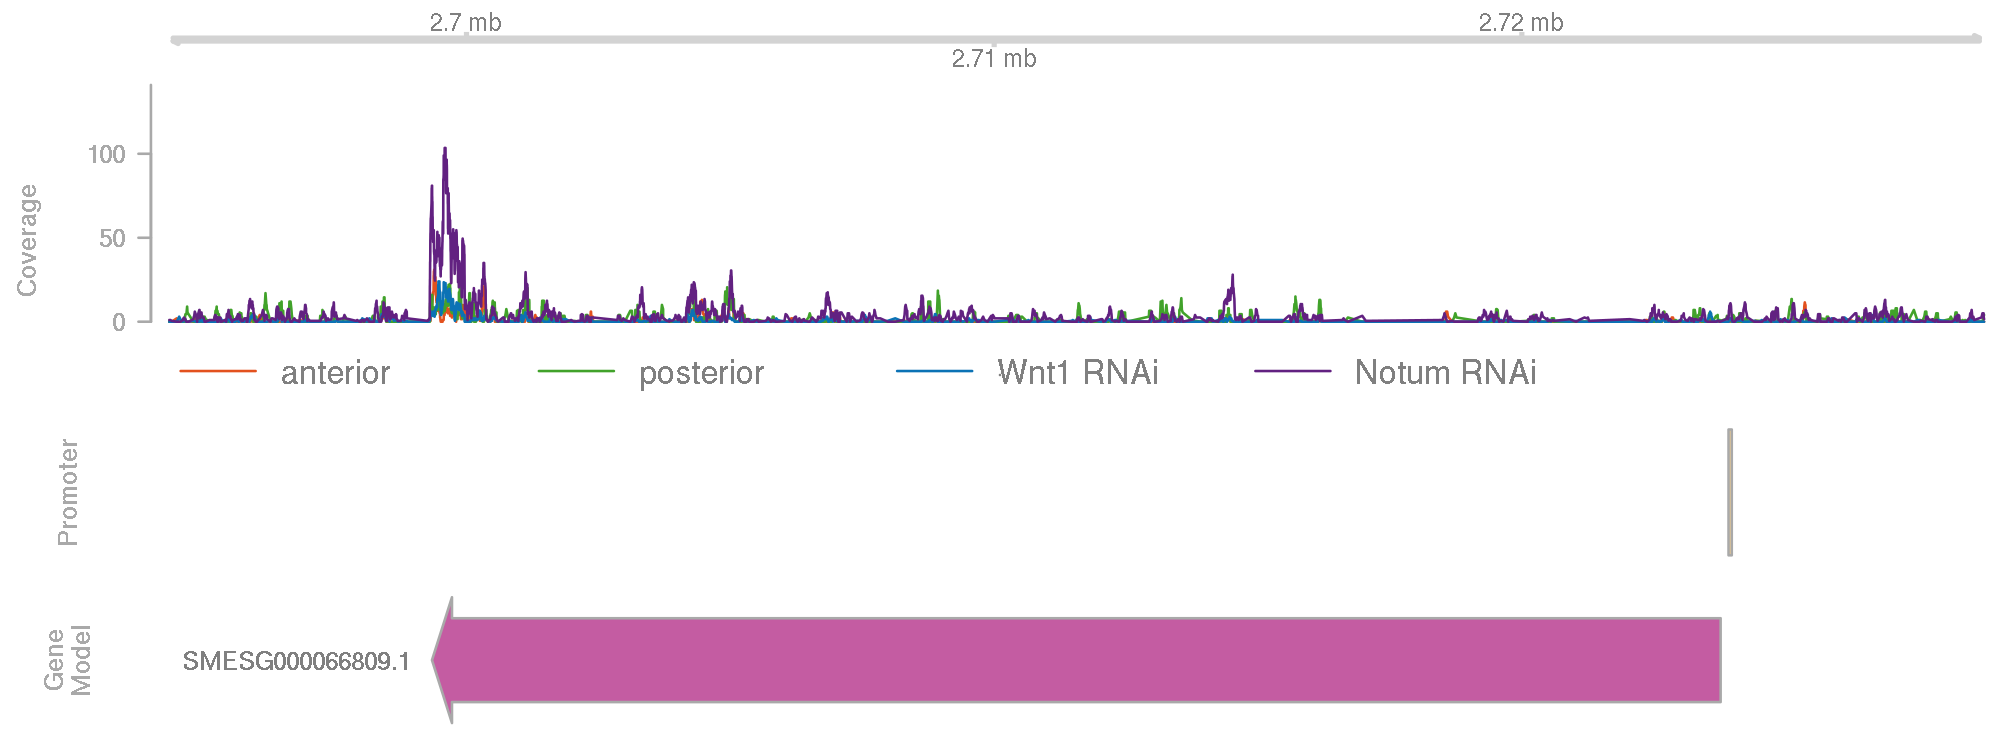 2.7 mb
2.72 mb
2.71 mb
Coverage
100
50
0
anterior
posterior
Wnt1 RNAi
Notum RNAi
Promoter
Gene
Model
SMESG000066809.1